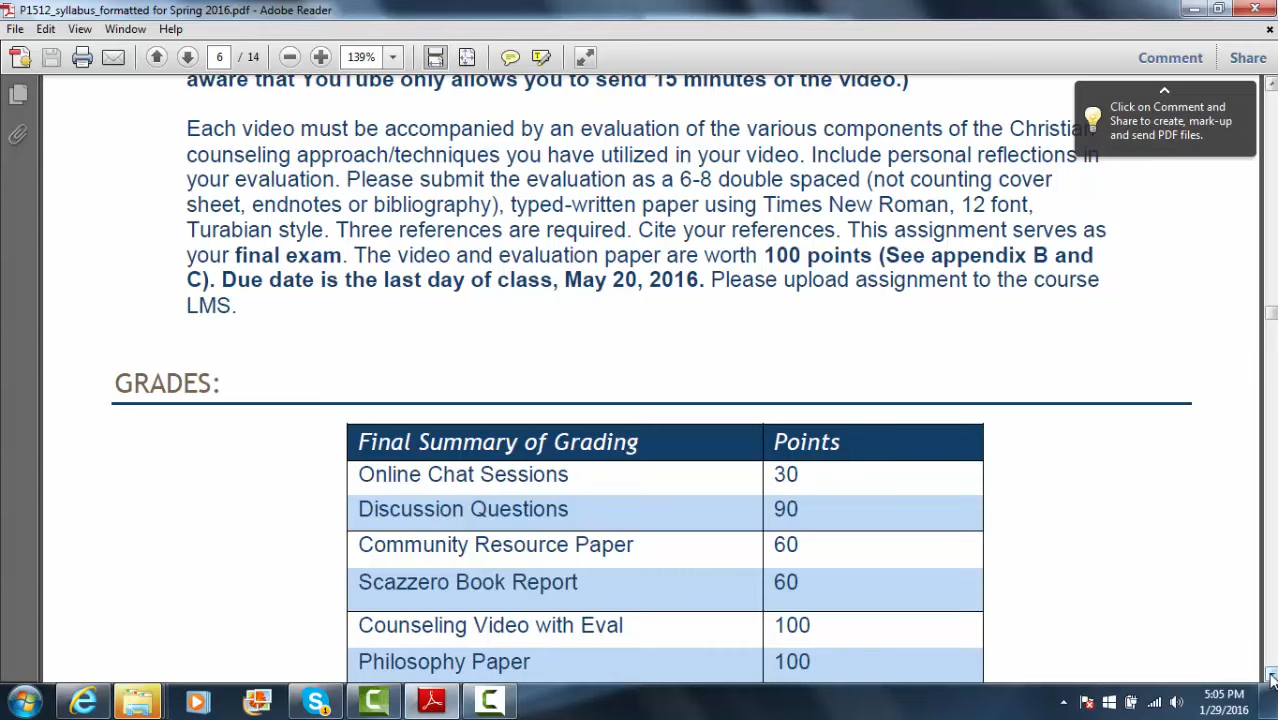 P1512_syllabus_formatted for Spring 2016.pdf - Adobe Reader
File Edit View Window Help
6 / 14 139% Comment Share
aware that YouTube only allows you to send 15 minutes of the video.)
Click on Comment and
Share to create, mark-up
and send PDF files.
Each video must be accompanied by an evaluation of the various components of the Christian
counseling approach/techniques you have utilized in your video. Include personal reflections in
your evaluation. Please submit the evaluation as a 6-8 double spaced (not counting cover
sheet, endnotes or bibliography), typed-written paper using Times New Roman, 12 font,
Turabian style. Three references are required. Cite your references. This assignment serves as
your final exam. The video and evaluation paper are worth 100 points (See appendix B and
C). Due date is the last day of class, May 20, 2016. Please upload assignment to the course
LMS.
GRADES:
Final Summary of Grading Points
Online Chat Sessions 30
Discussion Questions 90
Community Resource Paper 60
Scazzero Book Report 60
Counseling Video with Eval 100
Philosophy Paper 100
5:05 PM
1/29/2016